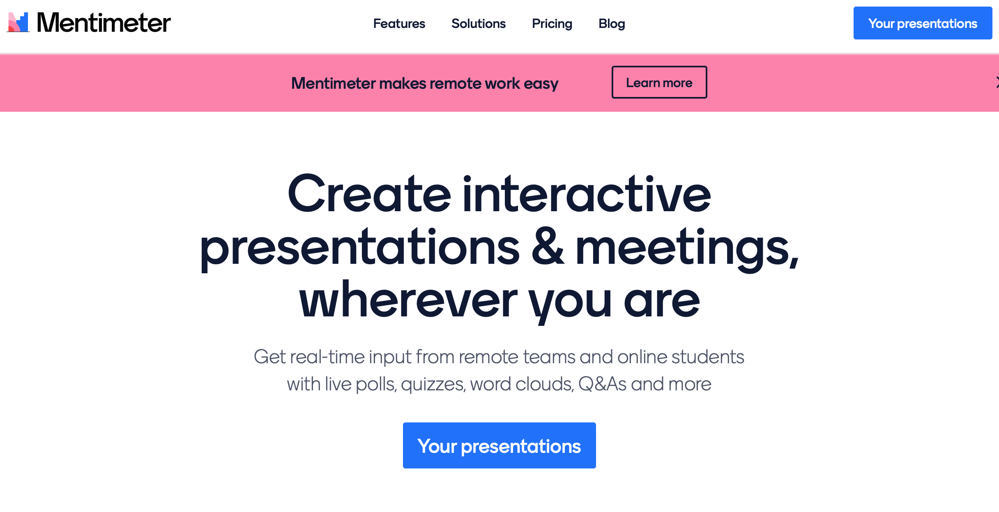 Mentimeter
Features Solutions Pricing Blog
Your presentations
Mentimeter makes remote work easy
Learn more
Create interactive
presentations & meetings,
wherever you are
Get real-time input from remote teams and online students
with live polls, quizzes, word clouds, Q&As and more
Your presentations